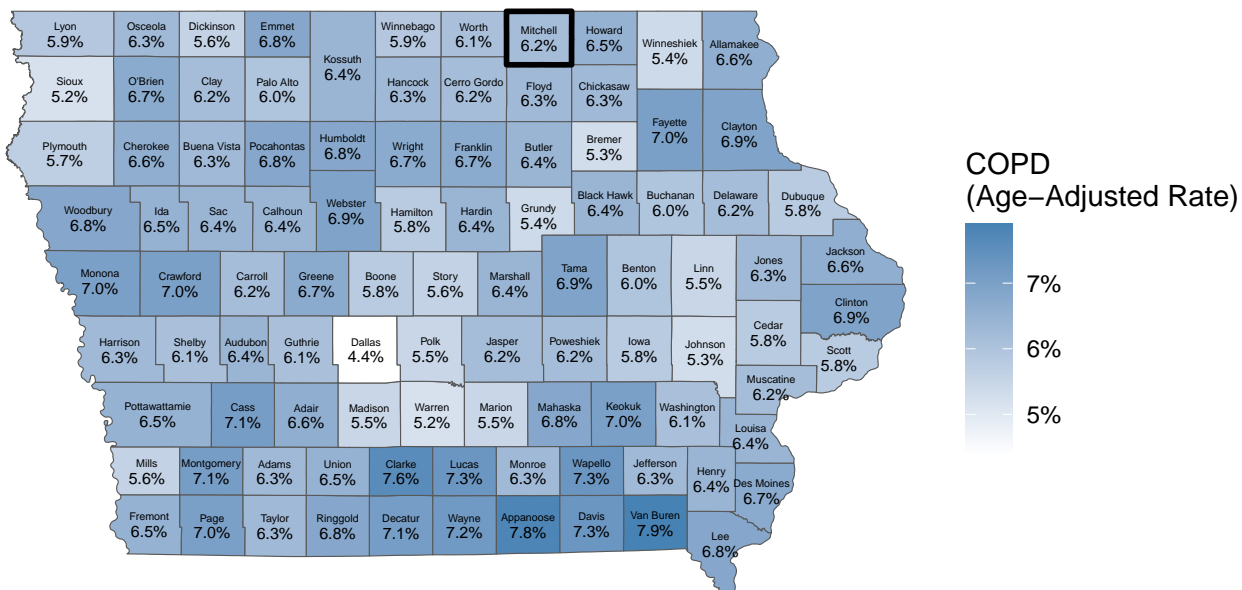 Lyon
5.9%
Osceola
6.3%
Dickinson
5.6%
Emmet
6.8%
Kossuth
6.4%
Winnebago
5.9%
Worth
6.1%
Mitchell
6.2%
Howard
6.5%
Winneshiek
5.4%
Allamakee
6.6%
Sioux
5.2%
O'Brien
6.7%
Clay
6.2%
Palo Alto
6.0%
Hancock
6.3%
Cerro Gordo
6.2%
Floyd
6.3%
Chickasaw
6.3%
Fayette
7.0%
Clayton
6.9%
Plymouth
5.7%
Cherokee
6.6%
Buena Vista
6.3%
Pocahontas
6.8%
Humboldt
6.8%
Wright
6.7%
Franklin
6.7%
Butler
6.4%
Bremer
5.3%
Woodbury
6.8%
Ida
6.5%
Sac
6.4%
Calhoun
6.4%
Webster
6.9%
Hamilton
5.8%
Hardin
6.4%
Grundy
5.4%
Black Hawk
6.4%
Buchanan
6.0%
Delaware
6.2%
Dubuque
5.8%
Monona
7.0%
Crawford
7.0%
Carroll
6.2%
Greene
6.7%
Boone
5.8%
Story
5.6%
Marshall
6.4%
Tama
6.9%
Benton
6.0%
Linn
5.5%
Jones
6.3%
Jackson
6.6%
Clinton
6.9%
Harrison
6.3%
Shelby
6.1%
Audubon
6.4%
Guthrie
6.1%
Dallas
4.4%
Polk
5.5%
Jasper
6.2%
Poweshiek
6.2%
Iowa
5.8%
Johnson
5.3%
Cedar
5.8%
Scott
5.8%
Muscatine
6.2%
Pottawattamie
6.5%
Cass
7.1%
Adair
6.6%
Madison
5.5%
Warren
5.2%
Marion
5.5%
Mahaska
6.8%
Keokuk
7.0%
Washington
6.1%
Louisa
6.4%
Mills
5.6%
Montgomery
7.1%
Adams
6.3%
Union
6.5%
Clarke
7.6%
Lucas
7.3%
Monroe
6.3%
Wapello
7.3%
Jefferson
6.3%
Henry
6.4%
Des Moines
6.7%
Fremont
6.5%
Page
7.0%
Taylor
6.3%
Ringgold
6.8%
Decatur
7.1%
Wayne
7.2%
Appanoose
7.8%
Davis
7.3%
Van Buren
7.9%
Lee
6.8%
COPD
(Age−Adjusted Rate)
7%
6%
5%